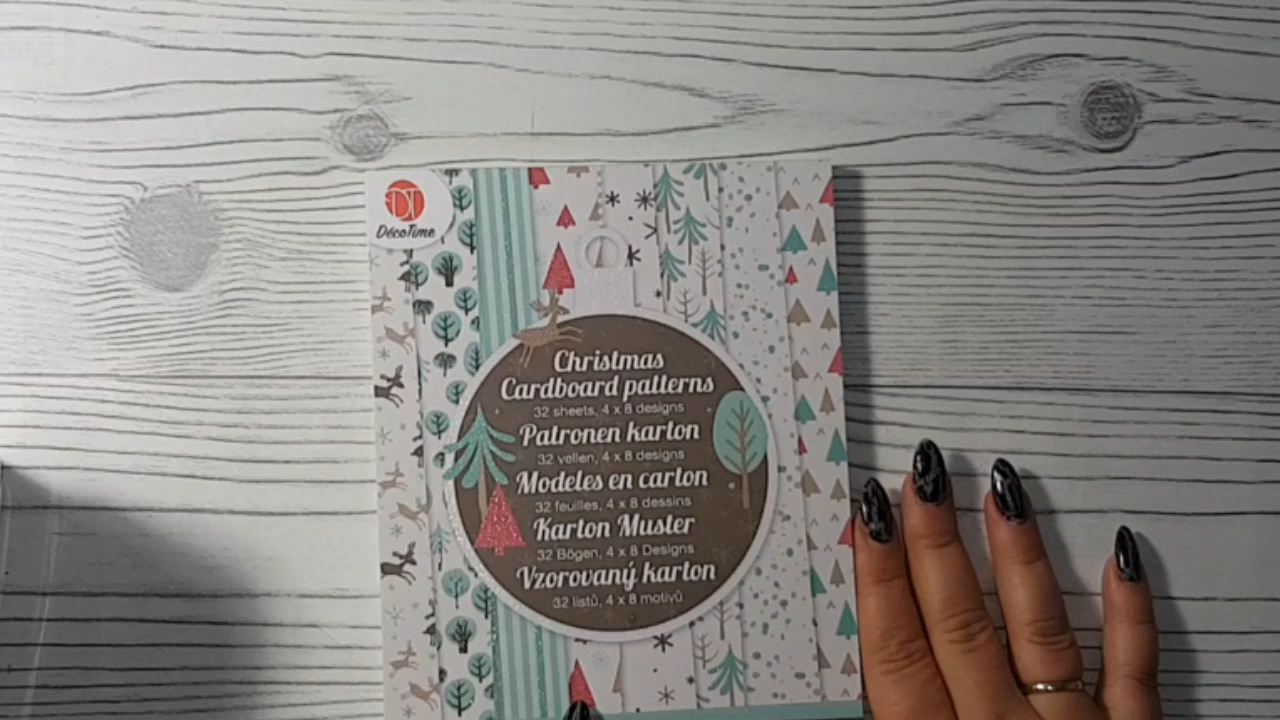 DT
DécoTime
Christmas
Cardboard patterns
32 sheets, 4 x 8 designs
Patronen karton
32 vellen, 4 x 8 designs
Modeles en carton
32 feuilles, 4 x 8 dessins
Karton Muster
32 Bögen, 4 x 8 Designs
Vzorovaný karton
32 listů, 4 x 8 motivů